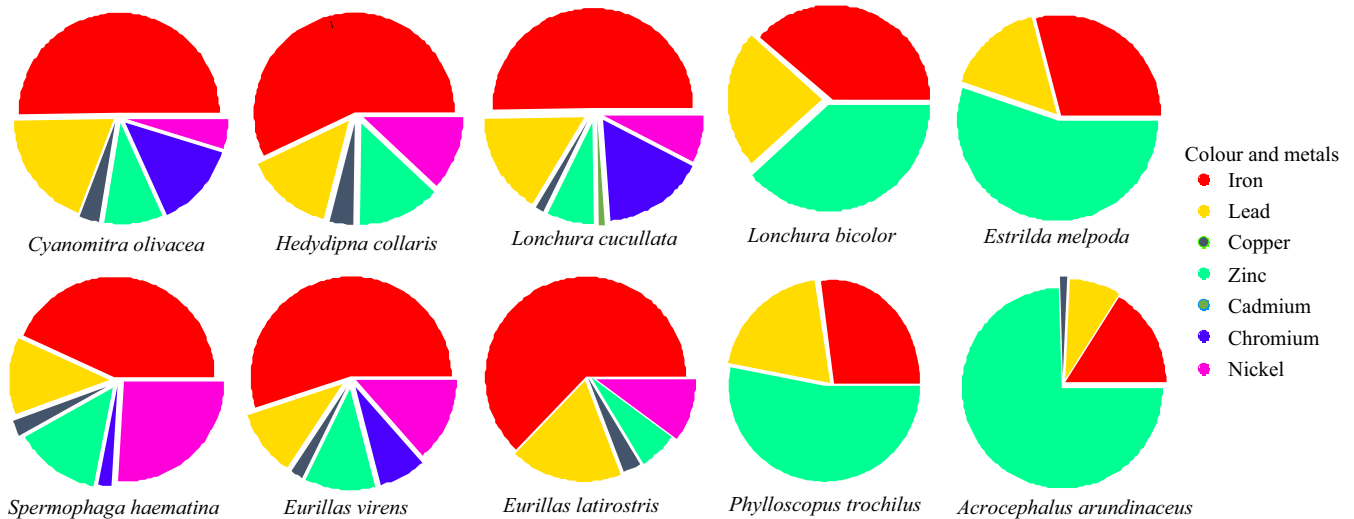 Cyanomitra olivacea
Hedydipna collaris
Lonchura cucullata
Lonchura bicolor
Estrilda melpoda
Spermophaga haematina
Eurillas virens
Eurillas latirostris
Phylloscopus trochilus
Acrocephalus arundinaceus
Colour and metals
Iron
Lead
Copper
Zinc
Cadmium
Chromium
Nickel